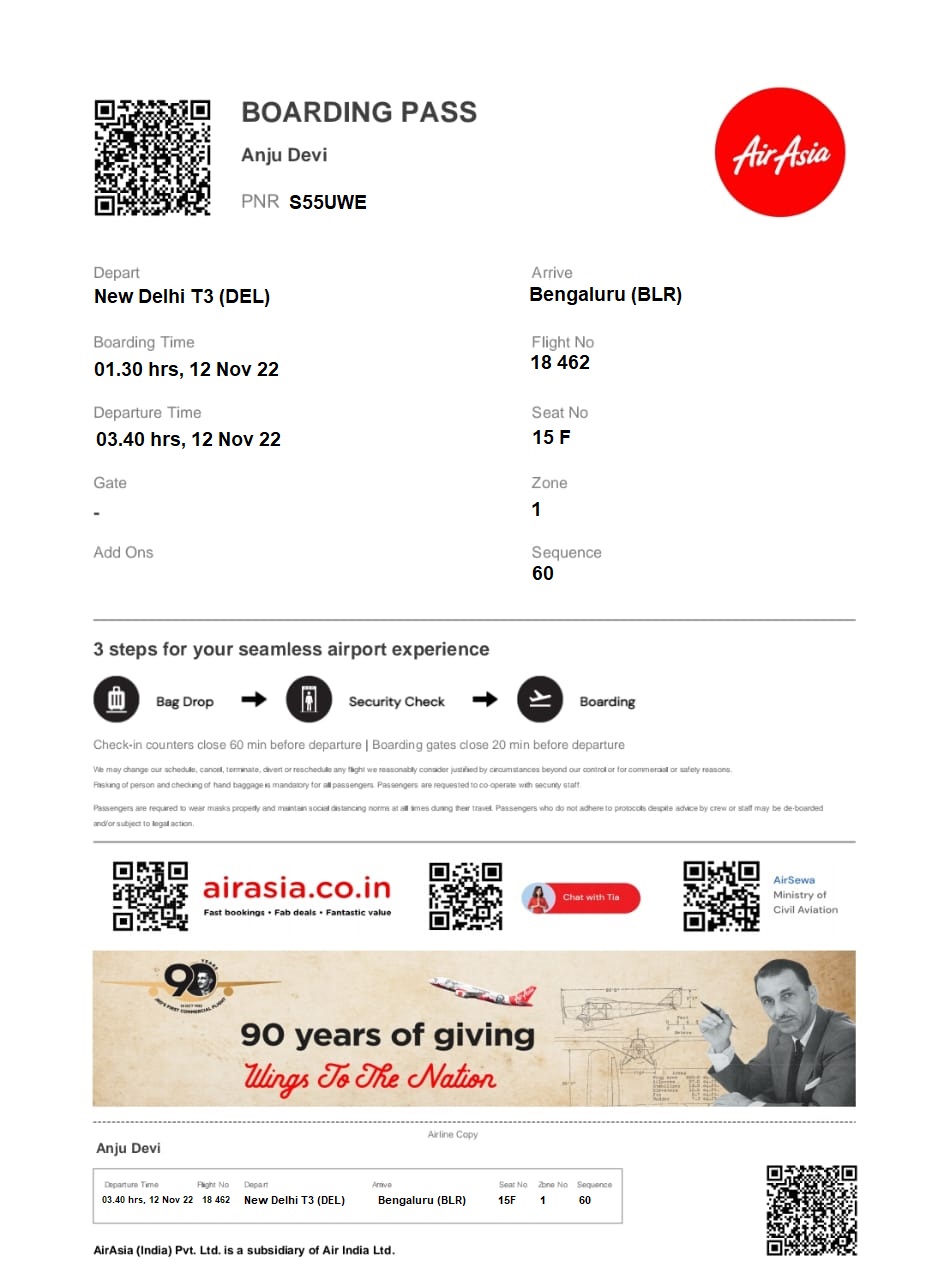 BOARDING PASS
Anju Devi
PNR S55UWE
AirAsia
Depart
New Delhi T3 (DEL)
Arrive
Bengaluru (BLR)
Boarding Time
01.30 hrs, 12 Nov 22
Flight No
18 462
Departure Time
03.40 hrs, 12 Nov 22
Seat No
15 F
Gate
-
Zone
1
Add Ons
Sequence
60
3 steps for your seamless airport experience
Bag Drop Security Check Boarding
Check-in counters close 60 min before departure | Boarding gates close 20 min before departure
We may change our schedule, cancel, terminate, divert or reschedule any flight we reasonably consider justified by circumstances beyond our control or for commercial or safety reasons.
Frisking of person and checking of hand baggage is mandatory for all passengers. Passengers are requested to co-operate with security staff.
Passengers are required to wear masks properly and maintain social distancing norms at all times during their travel. Passengers who do not adhere to protocols despite advice by crew or staff may be de-boarded
and/or subject to legal action.
airasia.co.in
Fast bookings • Fab deals • Fantastic value
Chat with Tia
AirSewa
Ministry of
Civil Aviation
90 YEARS
90 years of giving
Wings To The Nation
Airline Copy
Anju Devi
Departure Time Flight No Depart Arrive Seat No Zone No Sequence
03.40 hrs, 12 Nov 22 18 462 New Delhi T3 (DEL) Bengaluru (BLR) 15F 1 60
AirAsia (India) Pvt. Ltd. is a subsidiary of Air India Ltd.